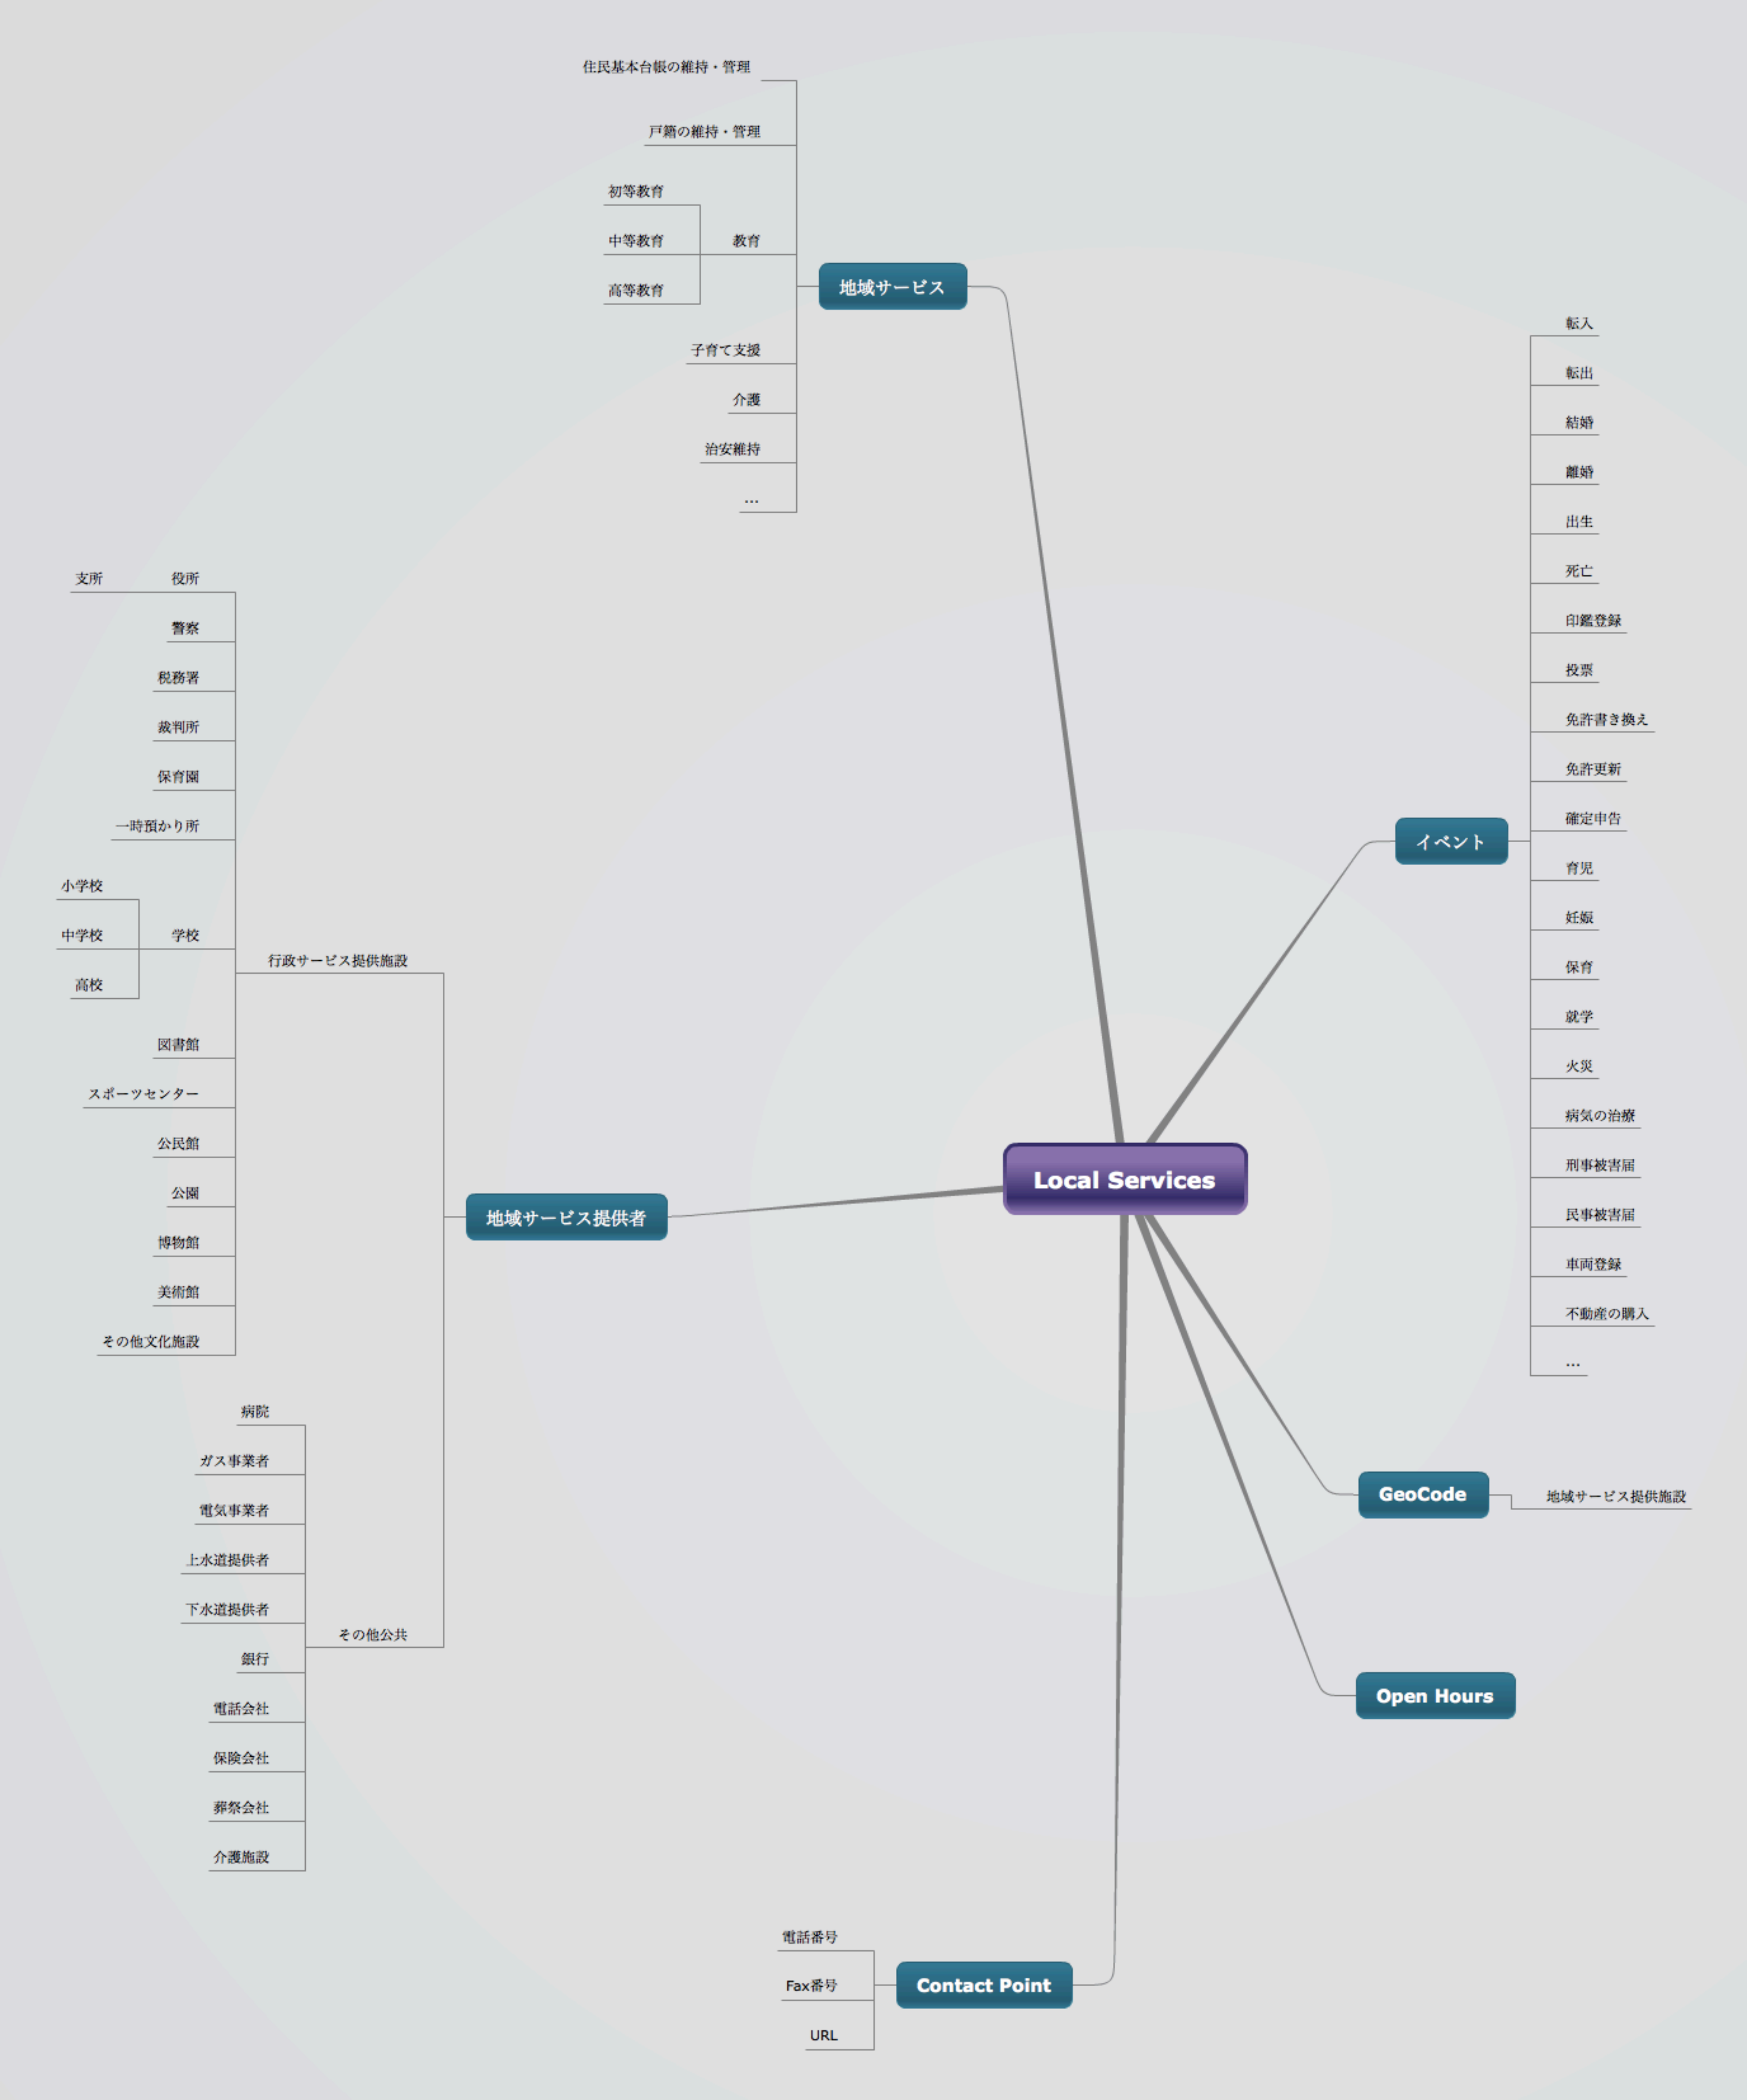 Local Services
地域サービス
住民基本台帳の維持・管理
戸籍の維持・管理
教育
初等教育
中等教育
高等教育
子育て支援
介護
治安維持
...
イベント
転入
転出
結婚
離婚
出生
死亡
印鑑登録
投票
免許書き換え
免許更新
確定申告
育児
妊娠
保育
就学
火災
病気の治療
刑事被害届
民事被害届
車両登録
不動産の購入
...
地域サービス提供者
行政サービス提供施設
役所
支所
警察
税務署
裁判所
保育園
一時預かり所
学校
小学校
中学校
高校
図書館
スポーツセンター
公民館
公園
博物館
美術館
その他文化施設
その他公共
病院
ガス事業者
電気事業者
上水道提供者
下水道提供者
銀行
電話会社
保険会社
葬祭会社
介護施設
GeoCode
地域サービス提供施設
Open Hours
Contact Point
電話番号
Fax番号
URL